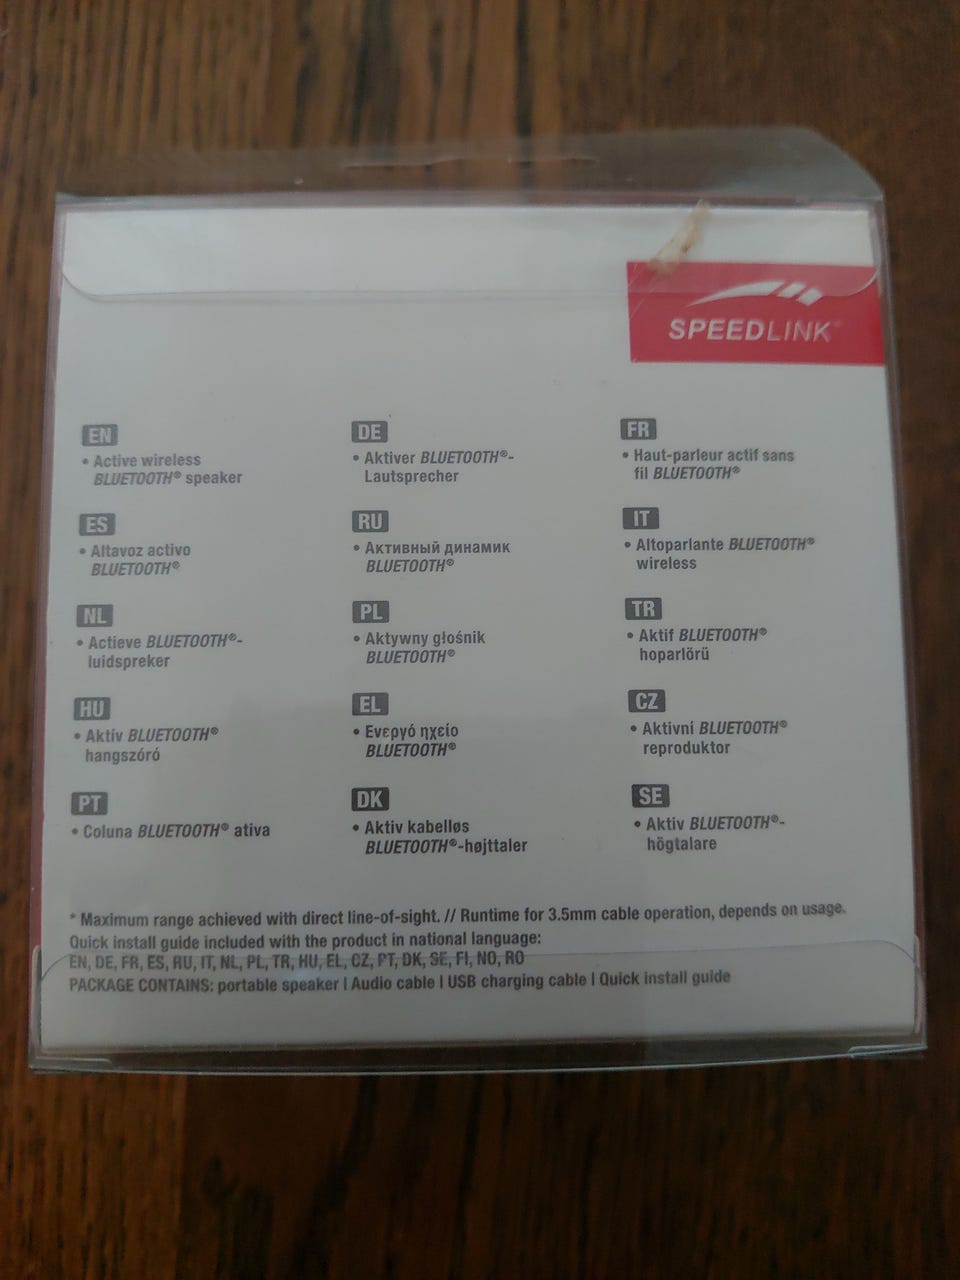 SPEEDLINK
EN
• Active wireless
BLUETOOTH® speaker
DE
• Aktiver BLUETOOTH®-
Lautsprecher
FR
• Haut-parleur actif sans
fil BLUETOOTH®
ES
• Altavoz activo
BLUETOOTH®
RU
• Активный динамик
BLUETOOTH®
IT
• Altoparlante BLUETOOTH®
wireless
NL
• Actieve BLUETOOTH®-
luidspreker
PL
• Aktywny głośnik
BLUETOOTH®
TR
• Aktif BLUETOOTH®
hoparlörü
HU
• Aktív BLUETOOTH®
hangszóró
EL
• Ενεργό ηχείο
BLUETOOTH®
CZ
• Aktivní BLUETOOTH®
reproduktor
PT
• Coluna BLUETOOTH® ativa
DK
• Aktiv kabelløs
BLUETOOTH®-højttaler
SE
• Aktiv BLUETOOTH®-
högtalare
* Maximum range achieved with direct line-of-sight. // Runtime for 3.5mm cable operation, depends on usage.
Quick install guide included with the product in national language:
EN, DE, FR, ES, RU, IT, NL, PL, TR, HU, EL, CZ, PT, DK, SE, FI, NO, RO
PACKAGE CONTAINS: portable speaker | Audio cable | USB charging cable | Quick install guide